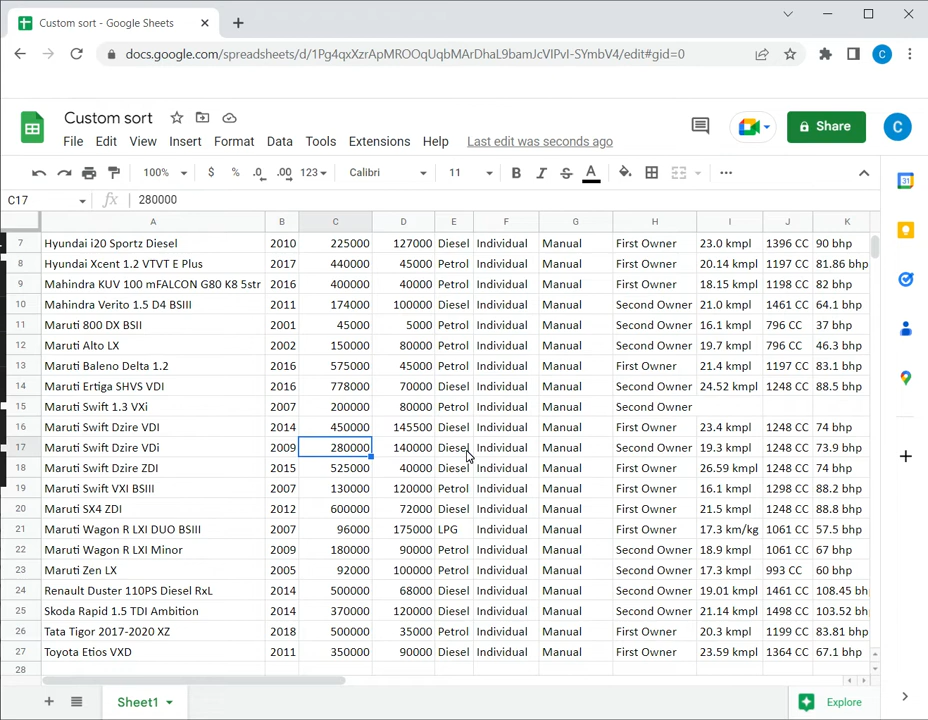 Custom sort - Google Sheets
docs.google.com/spreadsheets/d/1Pg4qxXzrApMROOqUqbMArDhaL9bamJcVIPvI-SYmbV4/edit#gid=0
C
Custom sort
File Edit View Insert Format Data Tools Extensions Help Last edit was seconds ago
Share
C
100% $ % .0 .00 123 Calibri 11 B I S A
C17 fx 280000
A B C D E F G H I J K
7 Hyundai i20 Sportz Diesel 2010 225000 127000 Diesel Individual Manual First Owner 23.0 kmpl 1396 CC 90 bhp
8 Hyundai Xcent 1.2 VTVT E Plus 2017 440000 45000 Petrol Individual Manual First Owner 20.14 kmpl 1197 CC 81.86 bhp
9 Mahindra KUV 100 mFALCON G80 K8 5str 2016 400000 40000 Petrol Individual Manual First Owner 18.15 kmpl 1198 CC 82 bhp
10 Mahindra Verito 1.5 D4 BSIII 2011 174000 100000 Diesel Individual Manual Second Owner 21.0 kmpl 1461 CC 64.1 bhp
11 Maruti 800 DX BSII 2001 45000 5000 Petrol Individual Manual Second Owner 16.1 kmpl 796 CC 37 bhp
12 Maruti Alto LX 2002 150000 80000 Petrol Individual Manual Second Owner 19.7 kmpl 796 CC 46.3 bhp
13 Maruti Baleno Delta 1.2 2016 575000 45000 Petrol Individual Manual First Owner 21.4 kmpl 1197 CC 83.1 bhp
14 Maruti Ertiga SHVS VDI 2016 778000 70000 Diesel Individual Manual Second Owner 24.52 kmpl 1248 CC 88.5 bhp
15 Maruti Swift 1.3 VXi 2007 200000 80000 Petrol Individual Manual Second Owner
16 Maruti Swift Dzire VDI 2014 450000 145500 Diesel Individual Manual First Owner 23.4 kmpl 1248 CC 74 bhp
17 Maruti Swift Dzire VDi 2009 280000 140000 Diesel Individual Manual Second Owner 19.3 kmpl 1248 CC 73.9 bhp
18 Maruti Swift Dzire ZDI 2015 525000 40000 Diesel Individual Manual First Owner 26.59 kmpl 1248 CC 74 bhp
19 Maruti Swift VXI BSIII 2007 130000 120000 Petrol Individual Manual First Owner 16.1 kmpl 1298 CC 88.2 bhp
20 Maruti SX4 ZDI 2012 600000 72000 Diesel Individual Manual First Owner 21.5 kmpl 1248 CC 88.8 bhp
21 Maruti Wagon R LXI DUO BSIII 2007 96000 175000 LPG Individual Manual First Owner 17.3 km/kg 1061 CC 57.5 bhp
22 Maruti Wagon R LXI Minor 2009 180000 90000 Petrol Individual Manual Second Owner 18.9 kmpl 1061 CC 67 bhp
23 Maruti Zen LX 2005 92000 100000 Petrol Individual Manual Second Owner 17.3 kmpl 993 CC 60 bhp
24 Renault Duster 110PS Diesel RxL 2014 500000 68000 Diesel Individual Manual Second Owner 19.01 kmpl 1461 CC 108.45 bh
25 Skoda Rapid 1.5 TDI Ambition 2014 370000 120000 Diesel Individual Manual Second Owner 21.14 kmpl 1498 CC 103.52 bh
26 Tata Tigor 2017-2020 XZ 2018 500000 35000 Petrol Individual Manual First Owner 20.3 kmpl 1199 CC 83.81 bhp
27 Toyota Etios VXD 2011 350000 90000 Diesel Individual Manual First Owner 23.59 kmpl 1364 CC 67.1 bhp
28
Sheet1 Explore